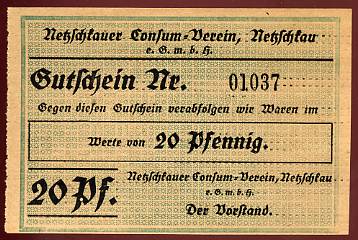 Netzschkauer Consum-Verein, Netzschkau
e. G. m. b. H.
Gutschein Nr. 01037
Gegen diesen Gutschein verabfolgen wir Waren im
Werte von 20 Pfennig.
20 Pf.
Netzschkauer Consum-Verein, Netzschkau
e. G. m. b. H.
Der Vorstand.